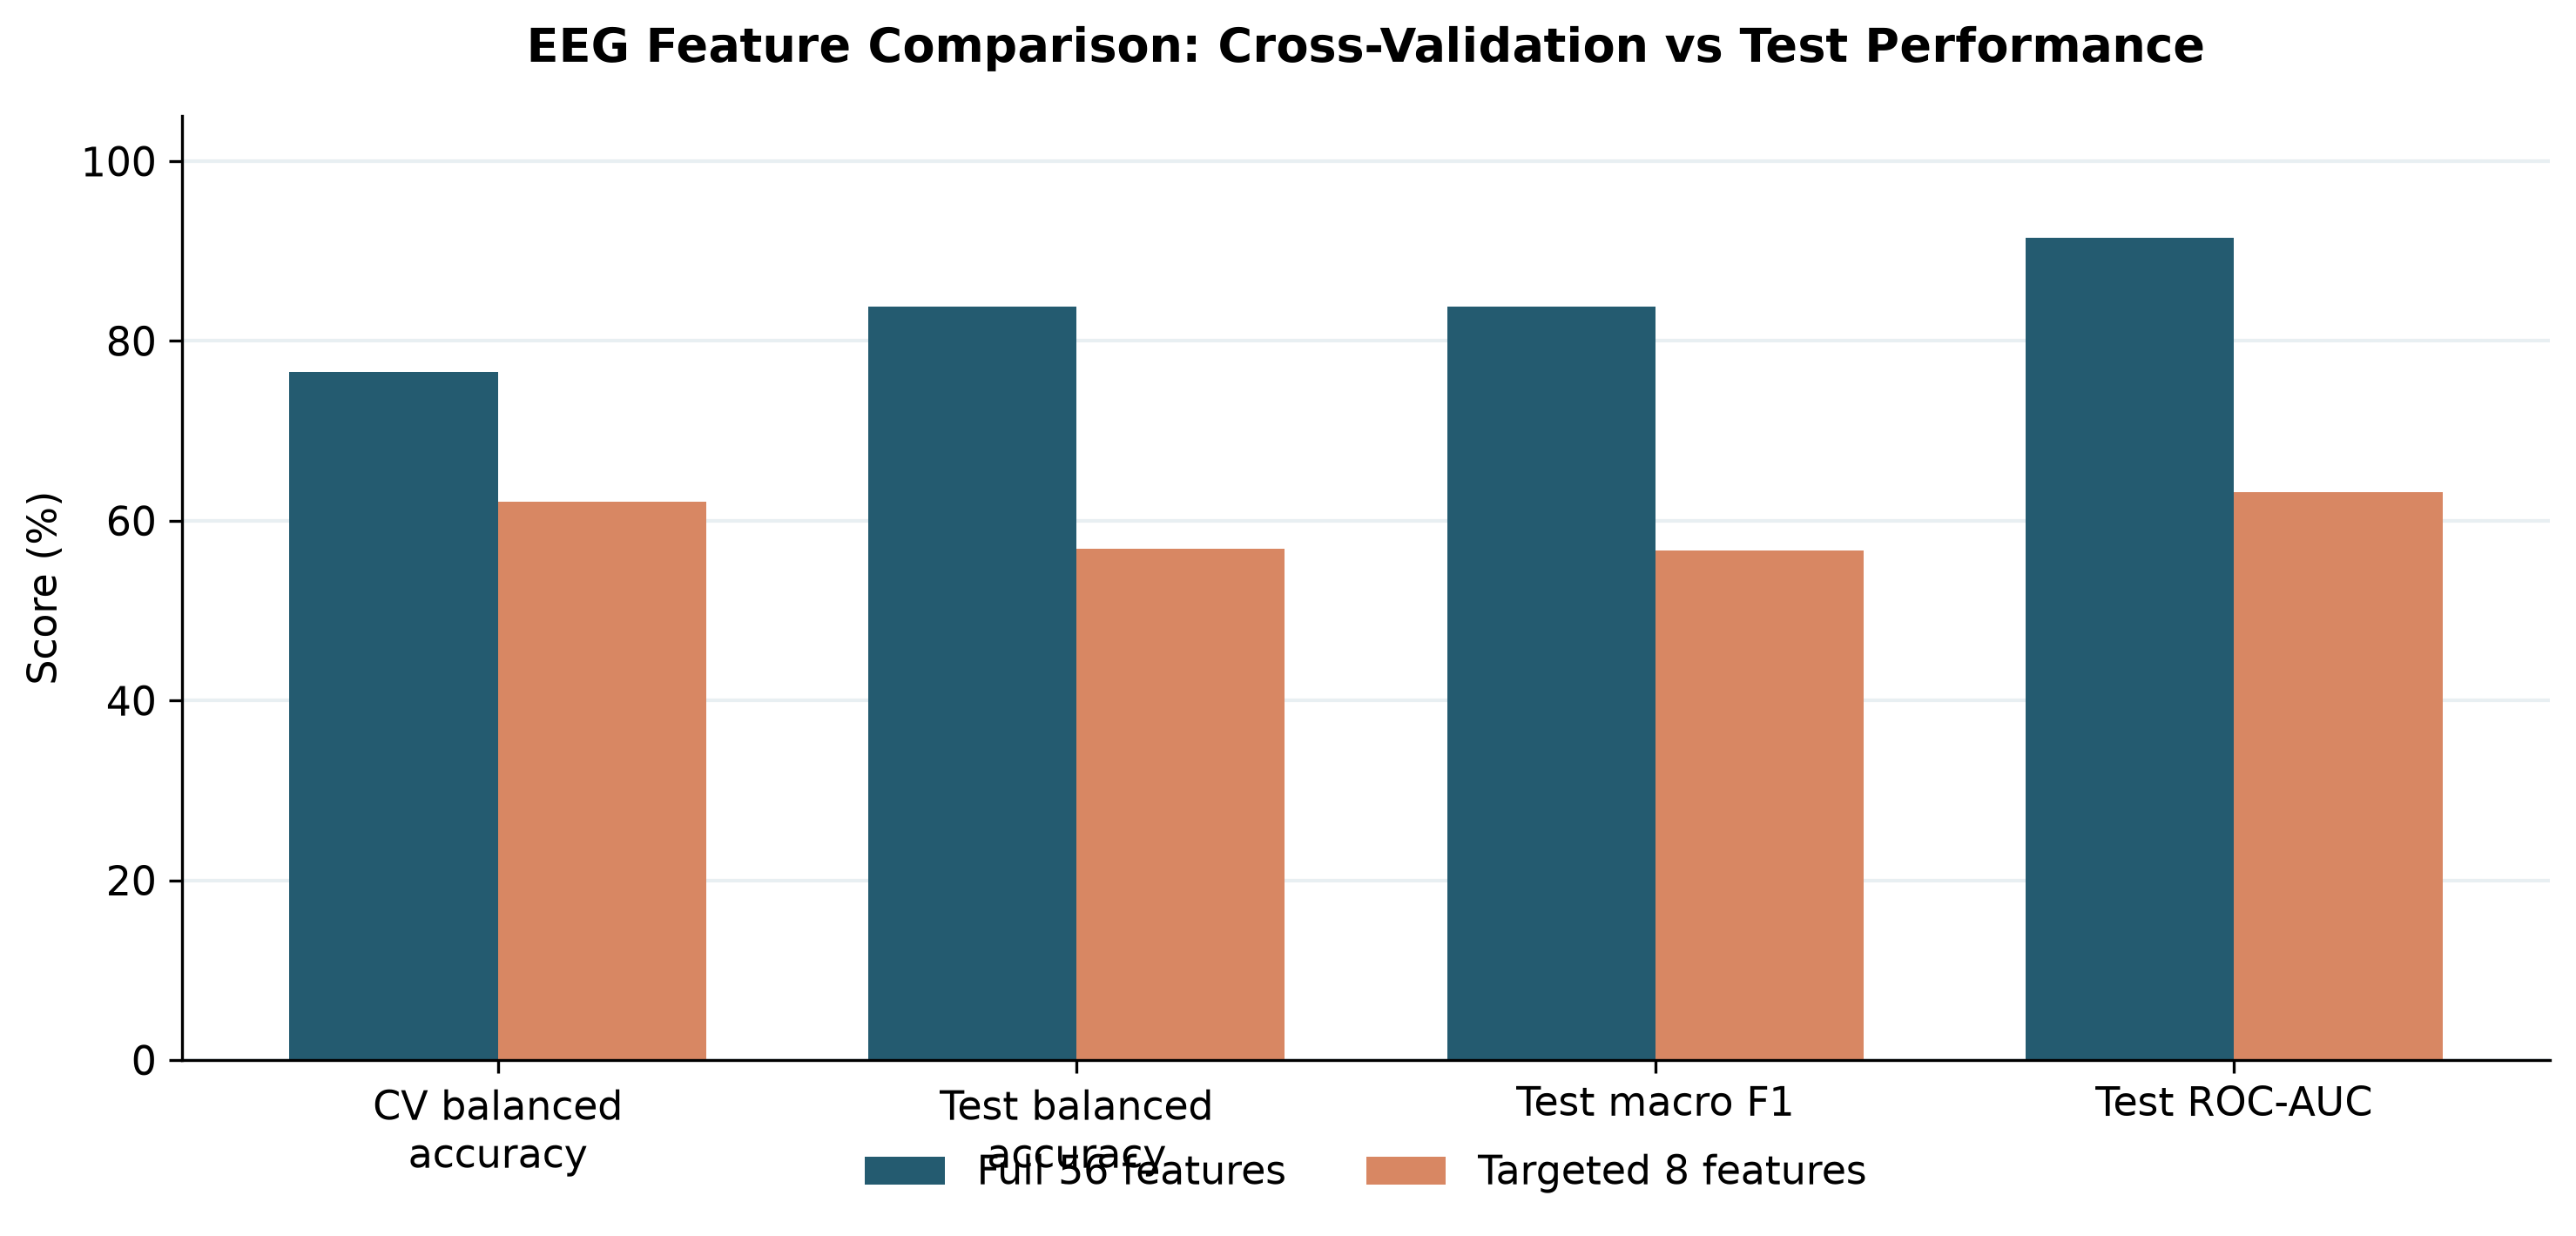 EEG Feature Comparison: Cross-Validation vs Test Performance
100
80
60
40
20
0
Score (%)
CV balanced
accuracy
Test balanced
accuracy
Test macro F1
Test ROC-AUC
Full 56 features
Targeted 8 features